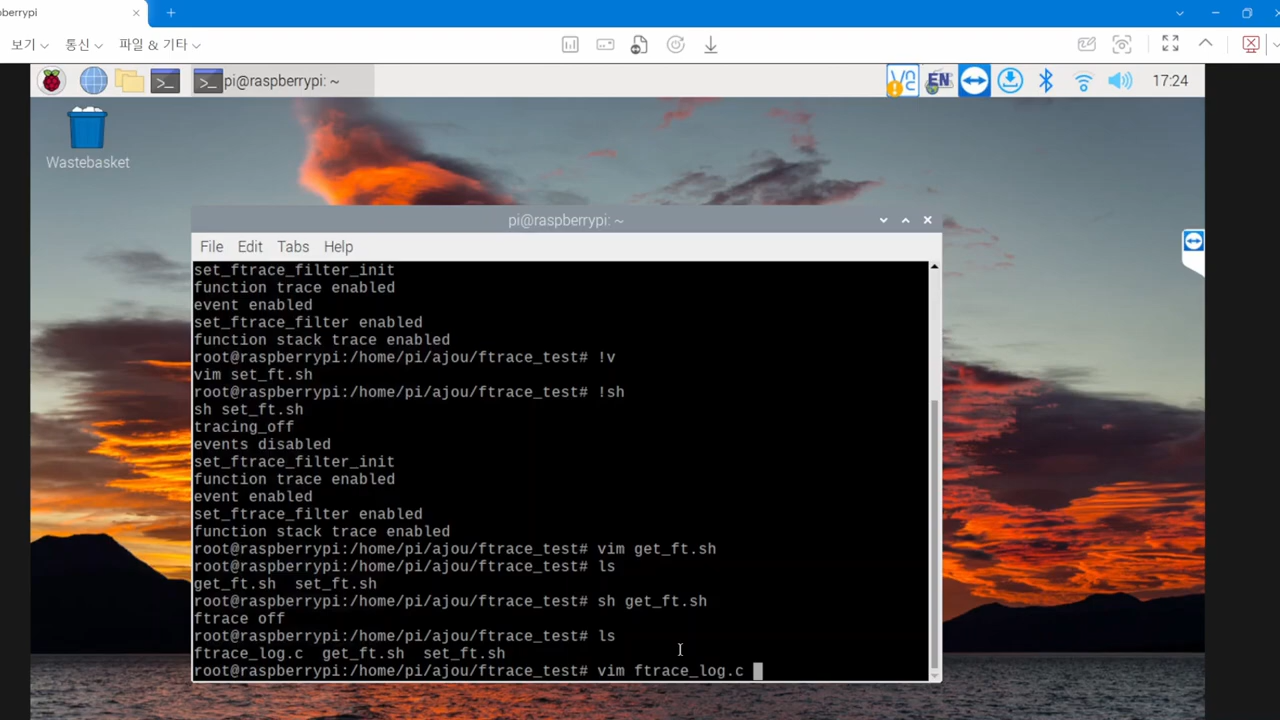 berrypi
보기 통신 파일 & 기타
pi@raspberrypi: ~
EN
17:24
Wastebasket
pi@raspberrypi: ~
File Edit Tabs Help
set_ftrace_filter_init
function trace enabled
event enabled
set_ftrace_filter enabled
function stack trace enabled
root@raspberrypi:/home/pi/ajou/ftrace_test# !v
vim set_ft.sh
root@raspberrypi:/home/pi/ajou/ftrace_test# !sh
sh set_ft.sh
tracing_off
events disabled
set_ftrace_filter_init
function trace enabled
event enabled
set_ftrace_filter enabled
function stack trace enabled
root@raspberrypi:/home/pi/ajou/ftrace_test# vim get_ft.sh
root@raspberrypi:/home/pi/ajou/ftrace_test# ls
get_ft.sh set_ft.sh
root@raspberrypi:/home/pi/ajou/ftrace_test# sh get_ft.sh
ftrace off
root@raspberrypi:/home/pi/ajou/ftrace_test# ls
ftrace_log.c get_ft.sh set_ft.sh
root@raspberrypi:/home/pi/ajou/ftrace_test# vim ftrace_log.c